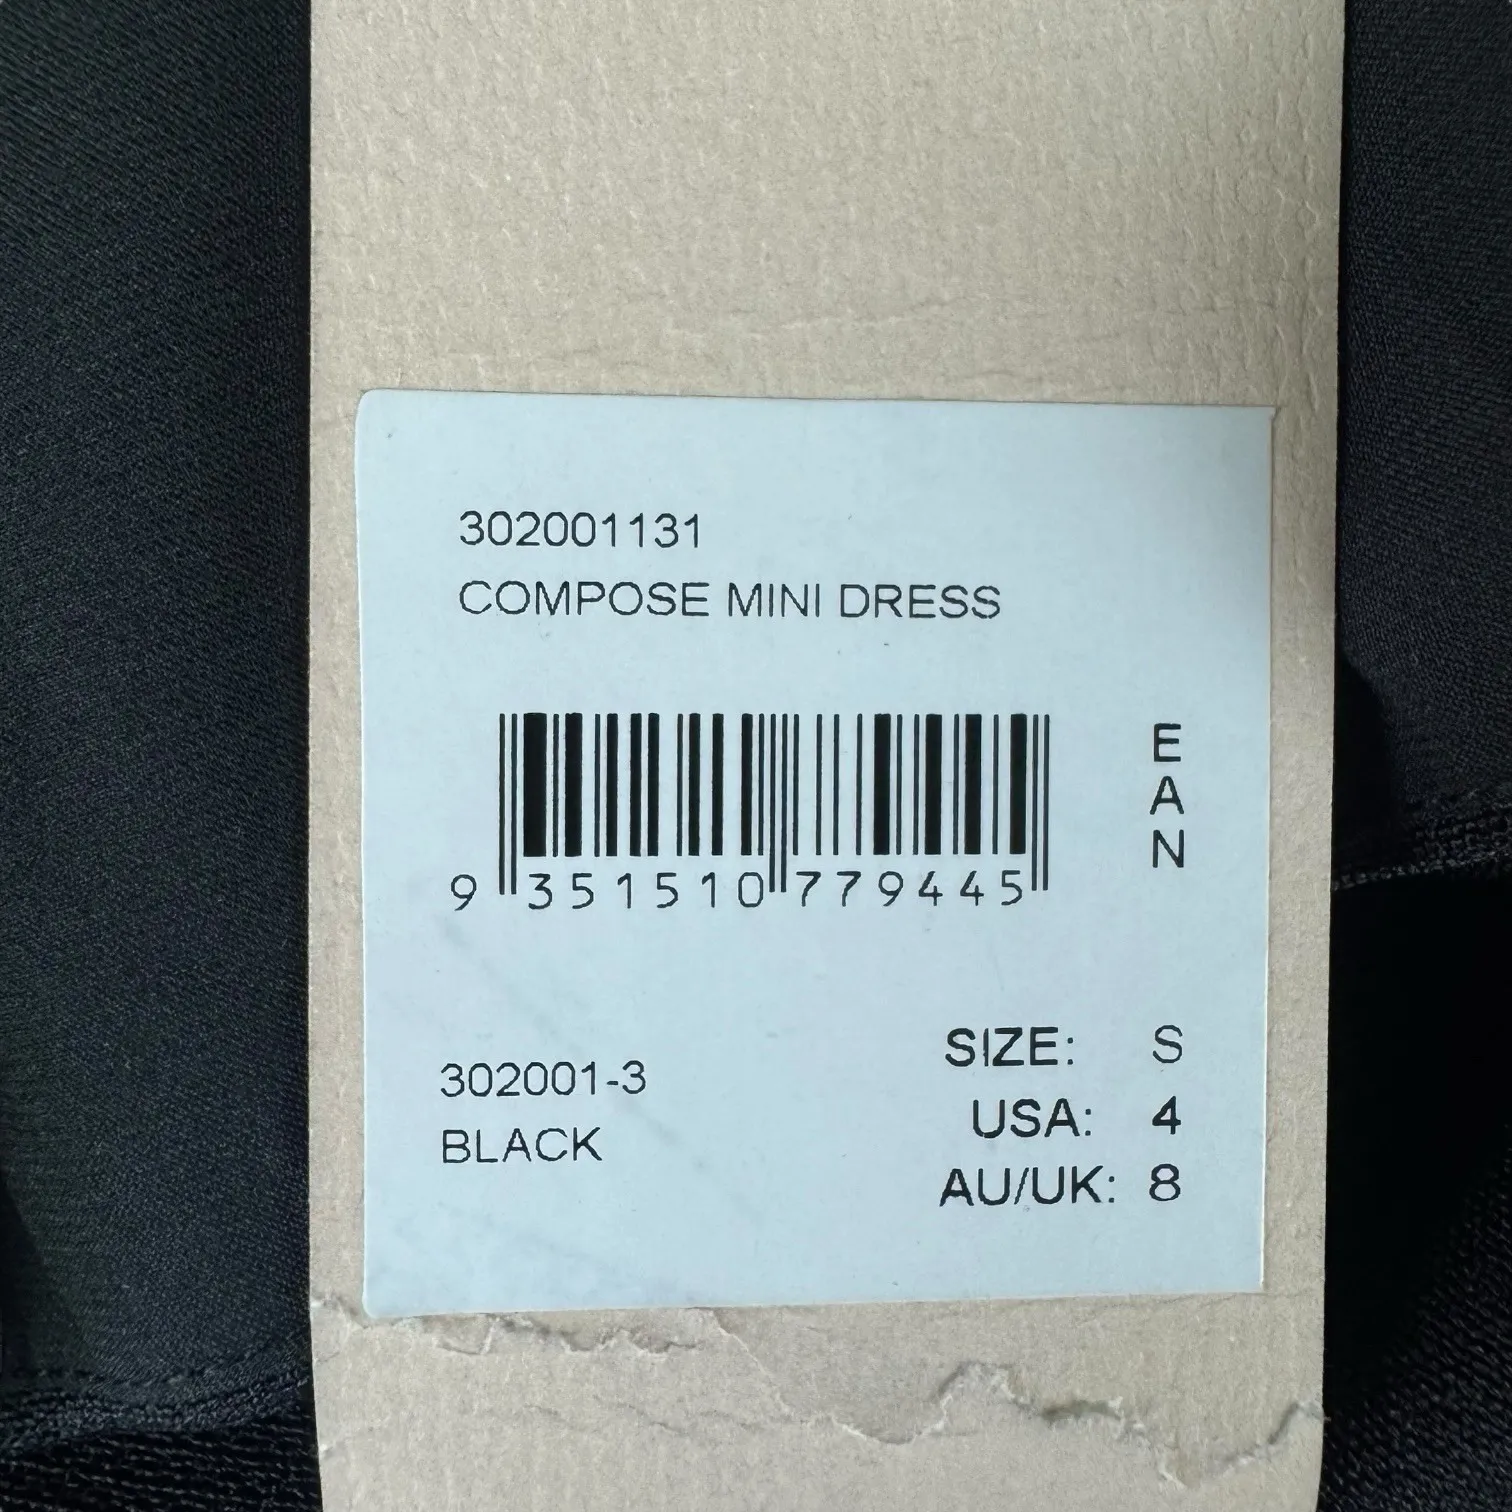 302001131
COMPOSE MINI DRESS
E
A
N
9 351510 779445
SIZE: S
302001-3
USA: 4
BLACK
AU/UK: 8